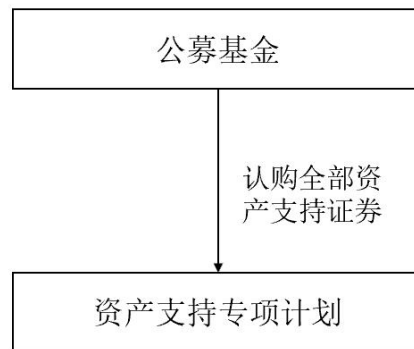 公募基金
认购全部资
产支持证券
资产支持专项计划